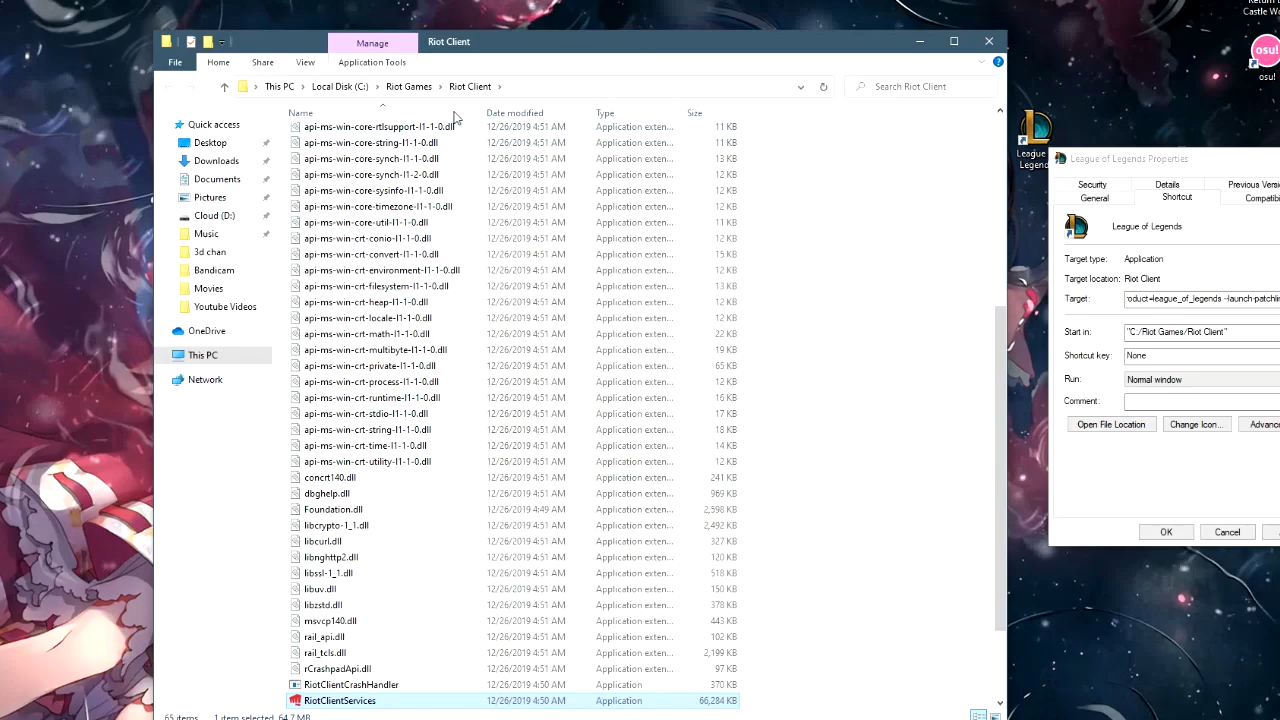 Castle Wo
Manage
Riot Client
File
Home
Share
View
Application Tools
This PC
Local Disk (C:)
Riot Games
Riot Client
Search Riot Client
osu!
osu!
Quick access
Desktop
Downloads
Documents
Pictures
Cloud (D:)
Music
3d chan
Bandicam
Movies
Youtube Videos
OneDrive
This PC
Network
Name Date modified Type Size
api-ms-win-core-rtlsupport-l1-1-0.dll 12/26/2019 4:51 AM Application exten... 11 KB
api-ms-win-core-string-l1-1-0.dll 12/26/2019 4:51 AM Application exten... 11 KB
api-ms-win-core-synch-l1-1-0.dll 12/26/2019 4:51 AM Application exten... 13 KB
api-ms-win-core-synch-l1-2-0.dll 12/26/2019 4:51 AM Application exten... 12 KB
api-ms-win-core-sysinfo-l1-1-0.dll 12/26/2019 4:51 AM Application exten... 12 KB
api-ms-win-core-timezone-l1-1-0.dll 12/26/2019 4:51 AM Application exten... 12 KB
api-ms-win-core-util-l1-1-0.dll 12/26/2019 4:51 AM Application exten... 11 KB
api-ms-win-crt-conio-l1-1-0.dll 12/26/2019 4:51 AM Application exten... 12 KB
api-ms-win-crt-convert-l1-1-0.dll 12/26/2019 4:51 AM Application exten... 15 KB
api-ms-win-crt-environment-l1-1-0.dll 12/26/2019 4:51 AM Application exten... 12 KB
api-ms-win-crt-filesystem-l1-1-0.dll 12/26/2019 4:51 AM Application exten... 13 KB
api-ms-win-crt-heap-l1-1-0.dll 12/26/2019 4:51 AM Application exten... 12 KB
api-ms-win-crt-locale-l1-1-0.dll 12/26/2019 4:51 AM Application exten... 12 KB
api-ms-win-crt-math-l1-1-0.dll 12/26/2019 4:51 AM Application exten... 22 KB
api-ms-win-crt-multibyte-l1-1-0.dll 12/26/2019 4:51 AM Application exten... 19 KB
api-ms-win-crt-private-l1-1-0.dll 12/26/2019 4:51 AM Application exten... 65 KB
api-ms-win-crt-process-l1-1-0.dll 12/26/2019 4:51 AM Application exten... 12 KB
api-ms-win-crt-runtime-l1-1-0.dll 12/26/2019 4:51 AM Application exten... 16 KB
api-ms-win-crt-stdio-l1-1-0.dll 12/26/2019 4:51 AM Application exten... 17 KB
api-ms-win-crt-string-l1-1-0.dll 12/26/2019 4:51 AM Application exten... 18 KB
api-ms-win-crt-time-l1-1-0.dll 12/26/2019 4:51 AM Application exten... 14 KB
api-ms-win-crt-utility-l1-1-0.dll 12/26/2019 4:51 AM Application exten... 12 KB
concrt140.dll 12/26/2019 4:51 AM Application exten... 241 KB
dbghelp.dll 12/26/2019 4:51 AM Application exten... 969 KB
Foundation.dll 12/26/2019 4:49 AM Application exten... 2,598 KB
libcrypto-1_1.dll 12/26/2019 4:51 AM Application exten... 2,492 KB
libcurl.dll 12/26/2019 4:51 AM Application exten... 327 KB
libnghttp2.dll 12/26/2019 4:51 AM Application exten... 120 KB
libssl-1_1.dll 12/26/2019 4:51 AM Application exten... 518 KB
libuv.dll 12/26/2019 4:51 AM Application exten... 150 KB
libzstd.dll 12/26/2019 4:51 AM Application exten... 378 KB
msvcp140.dll 12/26/2019 4:51 AM Application exten... 443 KB
rail_api.dll 12/26/2019 4:51 AM Application exten... 102 KB
rail_tcls.dll 12/26/2019 4:51 AM Application exten... 2,199 KB
rCrashpadApi.dll 12/26/2019 4:51 AM Application exten... 97 KB
RiotClientCrashHandler 12/26/2019 4:50 AM Application 370 KB
RiotClientServices 12/26/2019 4:50 AM Application 66,284 KB
65 items 1 item selected 64.7 MB
League
Legend
League of Legends Properties
Security Details Previous Versi
General Shortcut Compatibi
League of Legends
Target type: Application
Target location: Riot Client
Target: roduct=league_of_legends --launch-patchlin
Start in: "C:/Riot Games/Riot Client"
Shortcut key: None
Run: Normal window
Comment:
Open File Location Change Icon... Advanc
OK Cancel